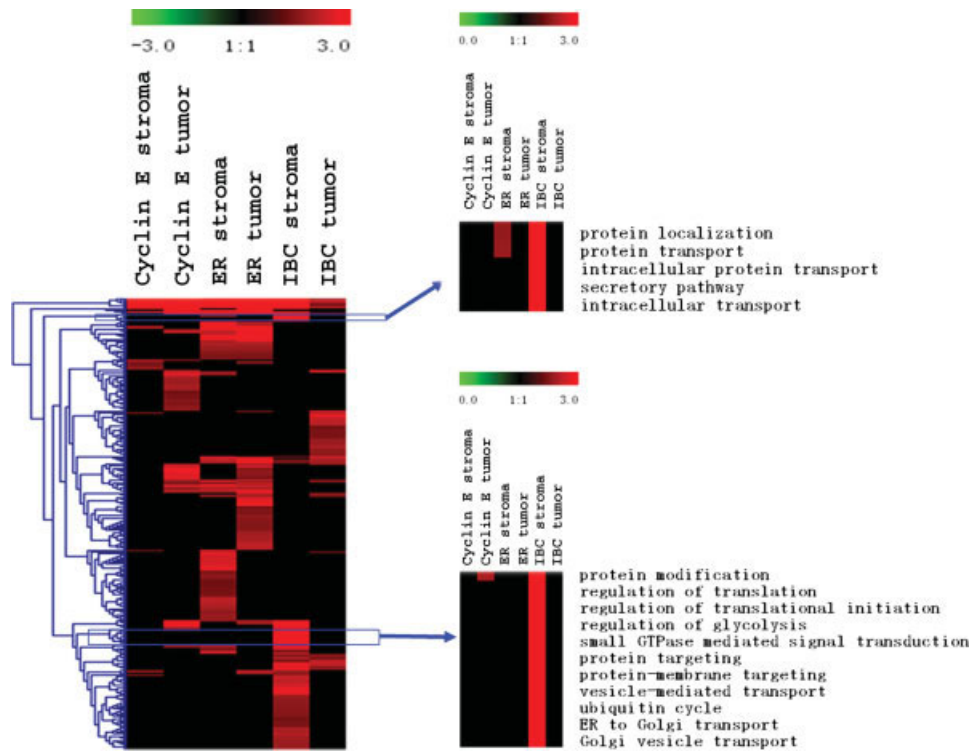 -3.0 1:1 3.0
Cyclin E stroma
Cyclin E tumor
ER stroma
ER tumor
IBC stroma
IBC tumor
0.0 1:1 3.0
Cyclin E stroma
Cyclin E tumor
ER stroma
ER tumor
IBC stroma
IBC tumor
protein localization
protein transport
intracellular protein transport
secretory pathway
intracellular transport
0.0 1:1 3.0
Cyclin E stroma
Cyclin E tumor
ER stroma
ER tumor
IBC stroma
IBC tumor
protein modification
regulation of translation
regulation of translational initiation
regulation of glycolysis
small GTPase mediated signal transduction
protein targeting
protein-membrane targeting
vesicle-mediated transport
ubiquitin cycle
ER to Golgi transport
Golgi vesicle transport